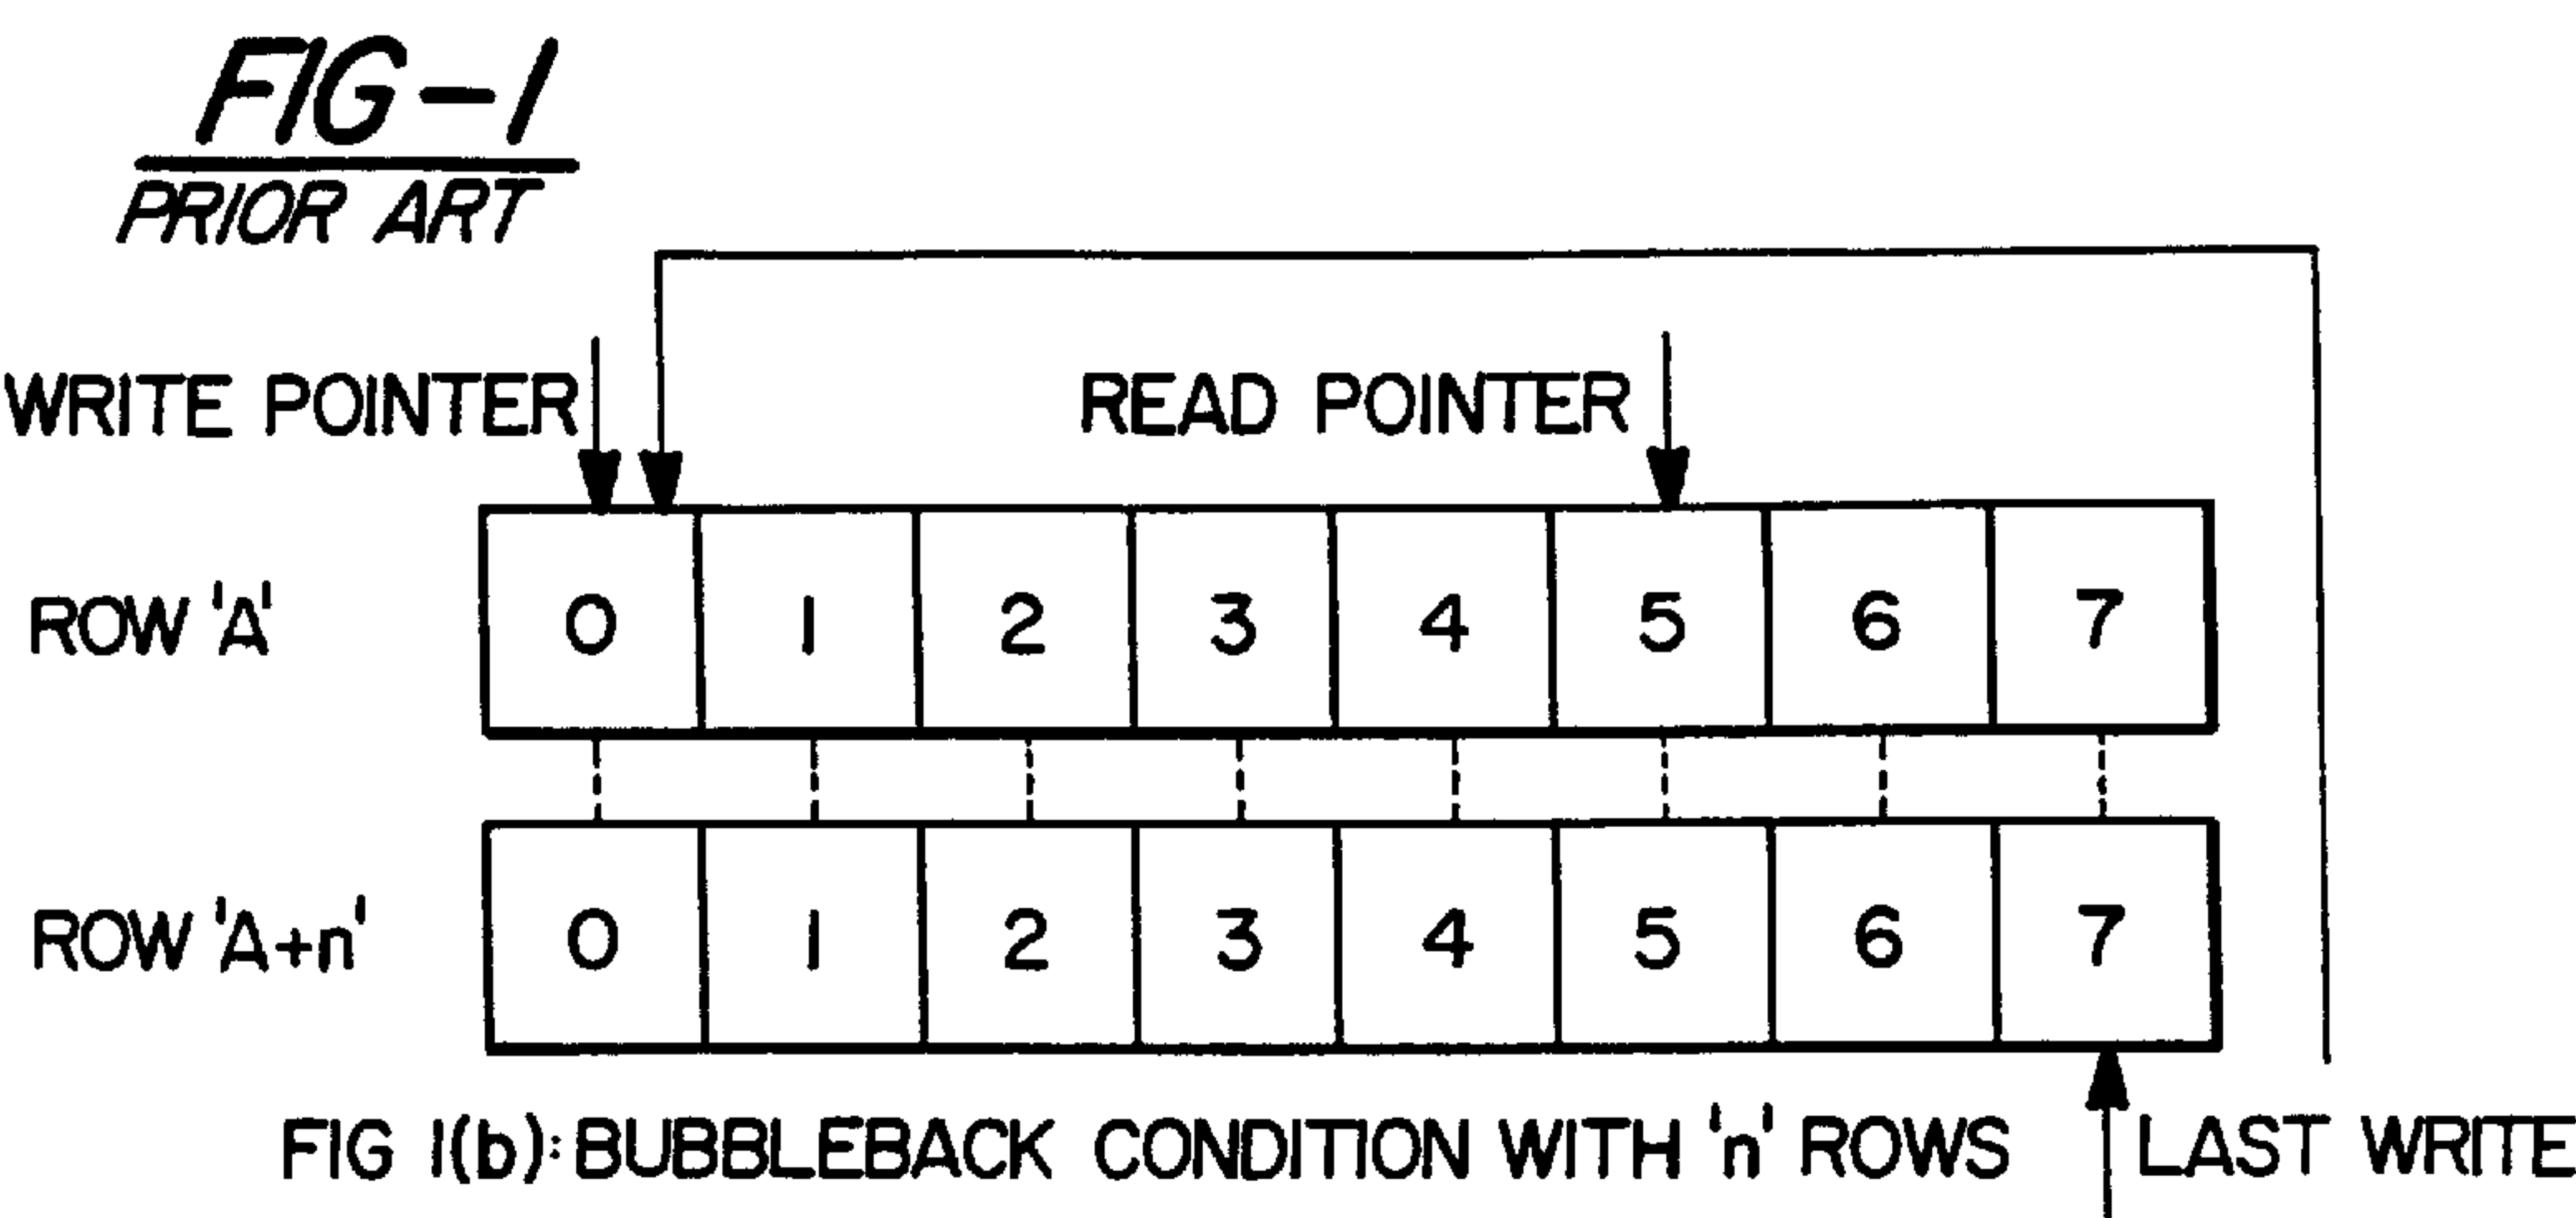 FIG-1
PRIOR ART
WRITE POINTER
READ POINTER
ROW 'A'
0 1 2 3 4 5 6 7
ROW 'A+n'
0 1 2 3 4 5 6 7
FIG 1(b): BUBBLEBACK CONDITION WITH 'n' ROWS
LAST WRITE